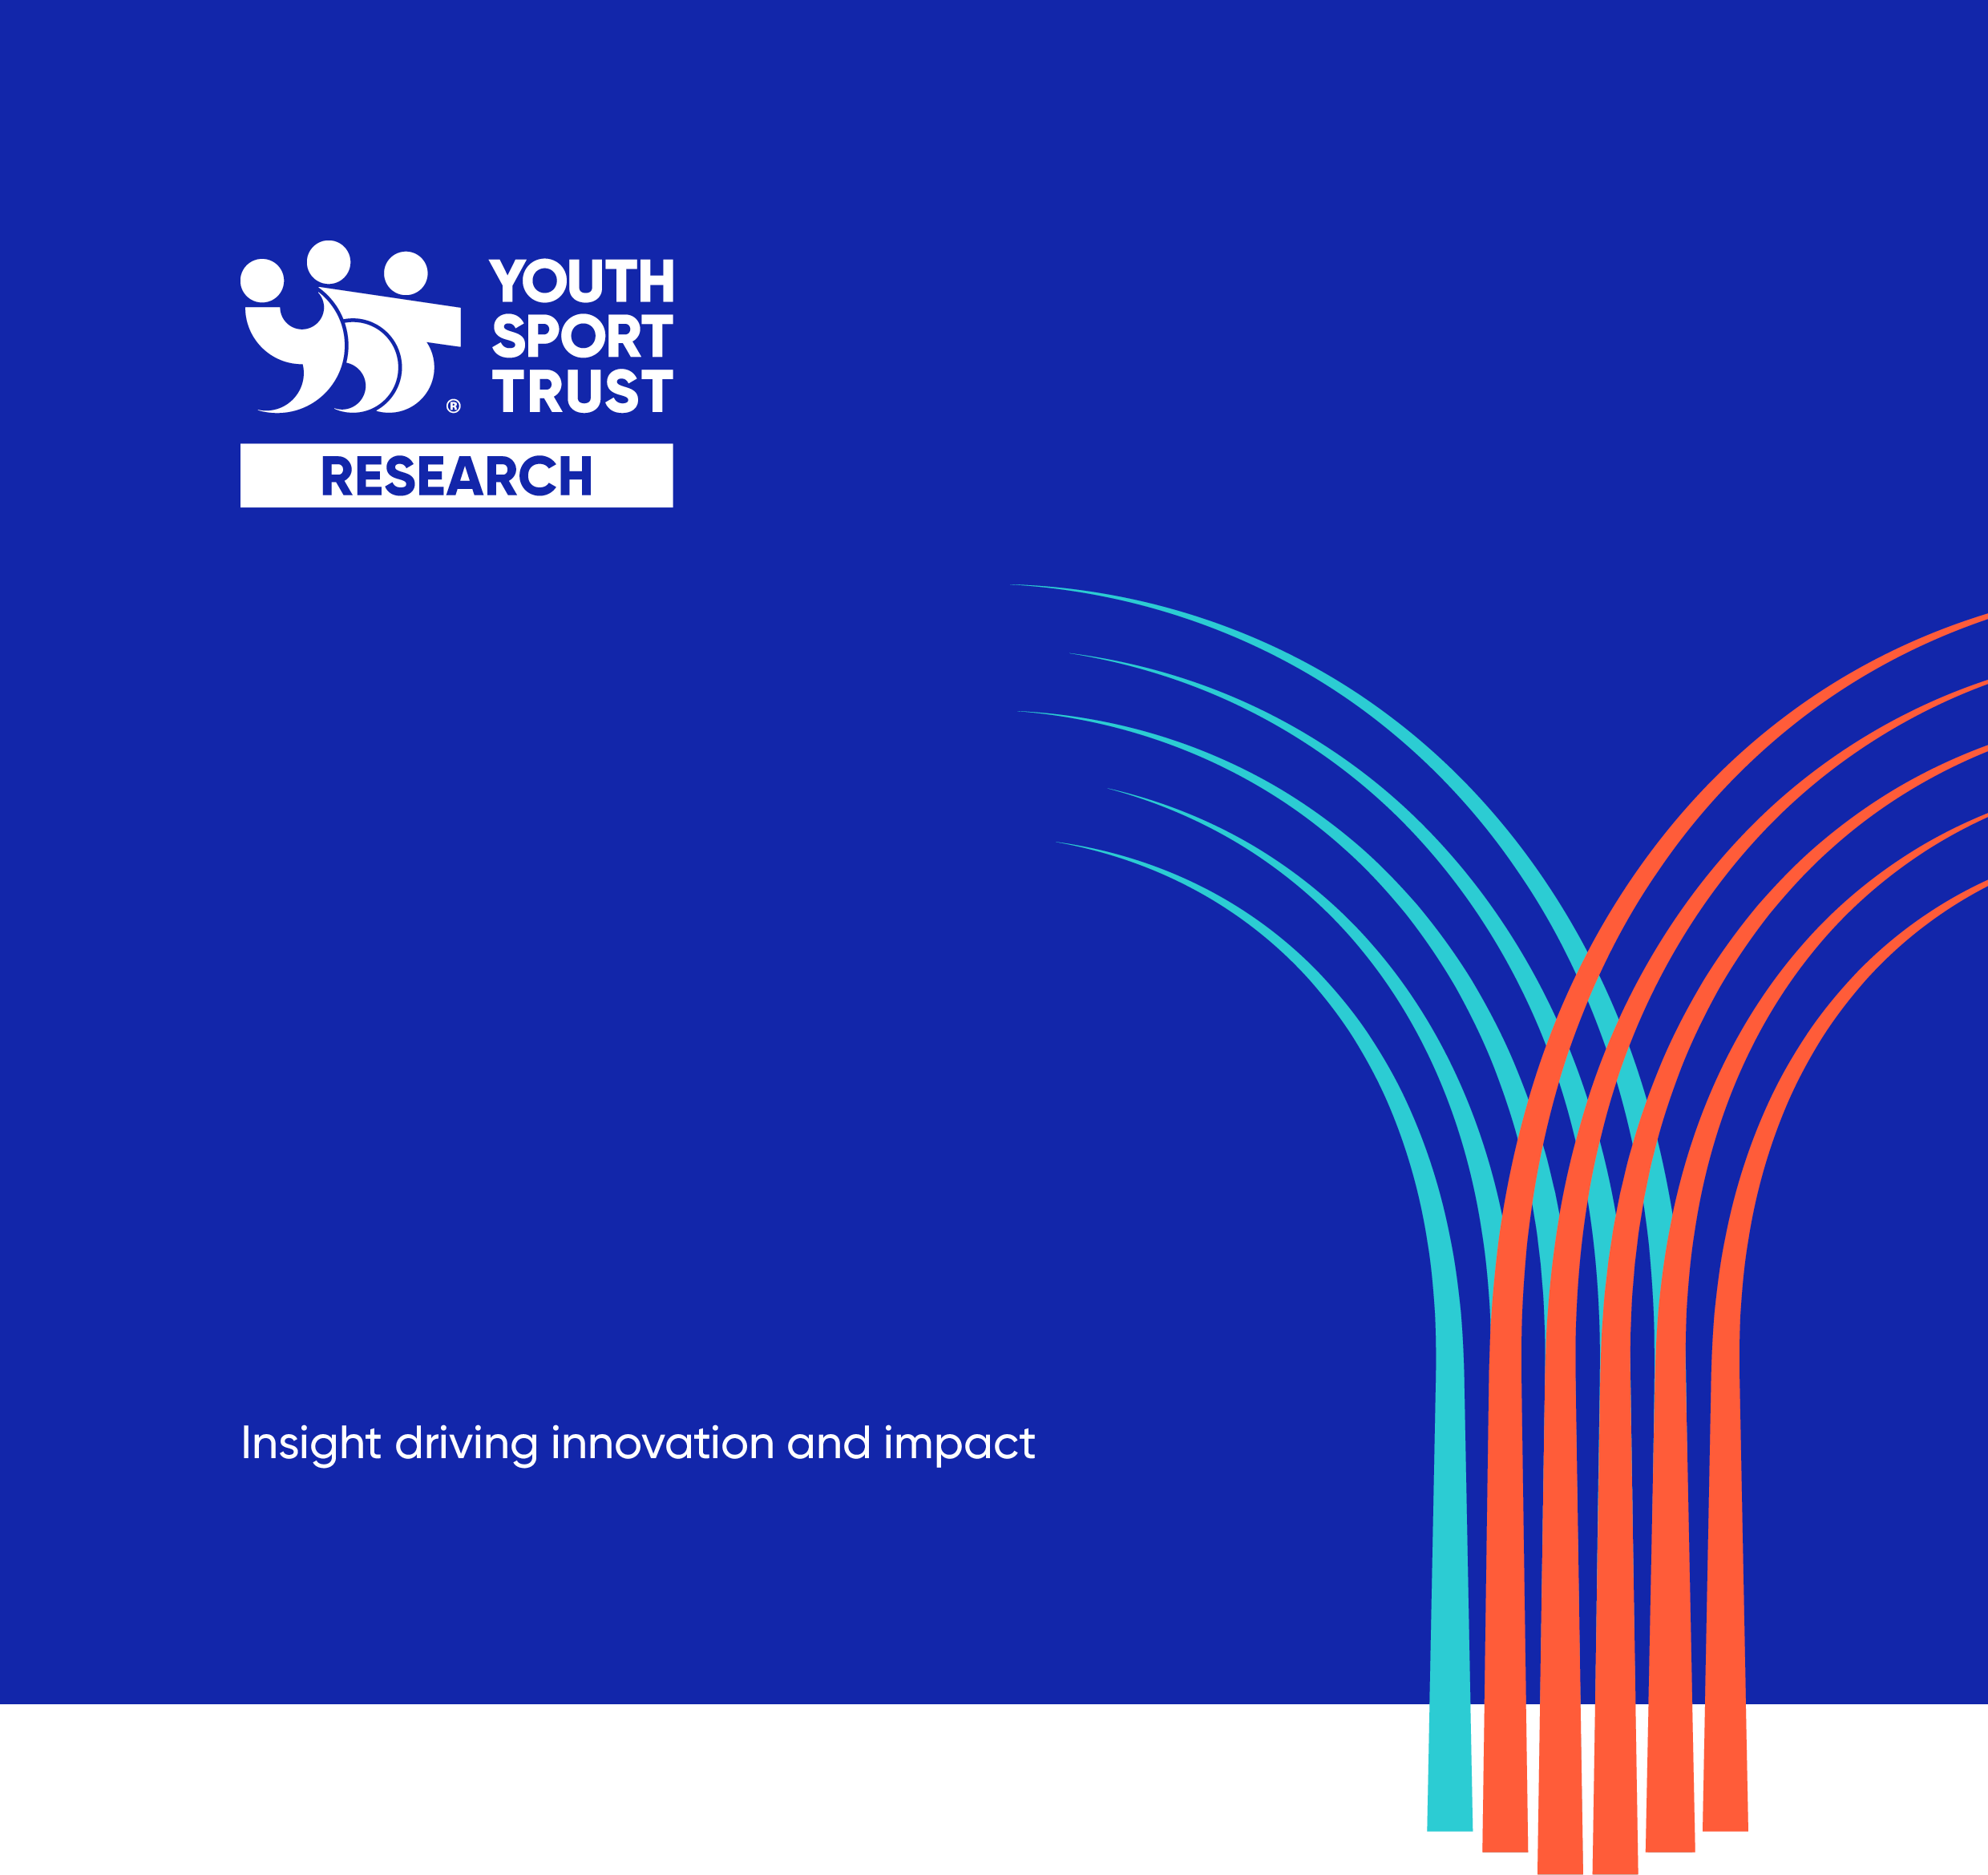 YOUTH
SPORT
TRUST
®
RESEARCH
Insight driving innovation and impact